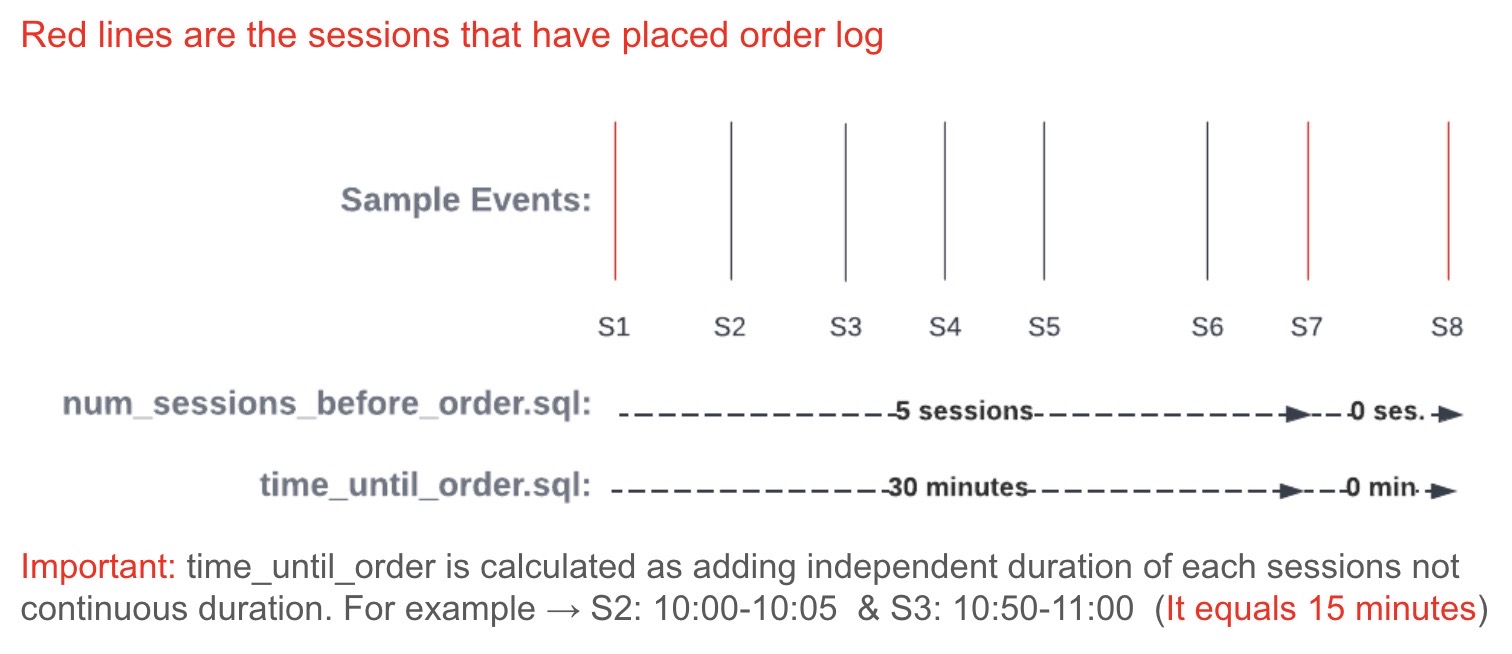 Red lines are the sessions that have placed order log
Sample Events:
S1 S2 S3 S4 S5 S6 S7 S8
num_sessions_before_order.sql: 5 sessions 0 ses.
time_until_order.sql: 30 minutes 0 min
Important: time_until_order is calculated as adding independent duration of each sessions not
continuous duration. For example → S2: 10:00-10:05 & S3: 10:50-11:00 (It equals 15 minutes)